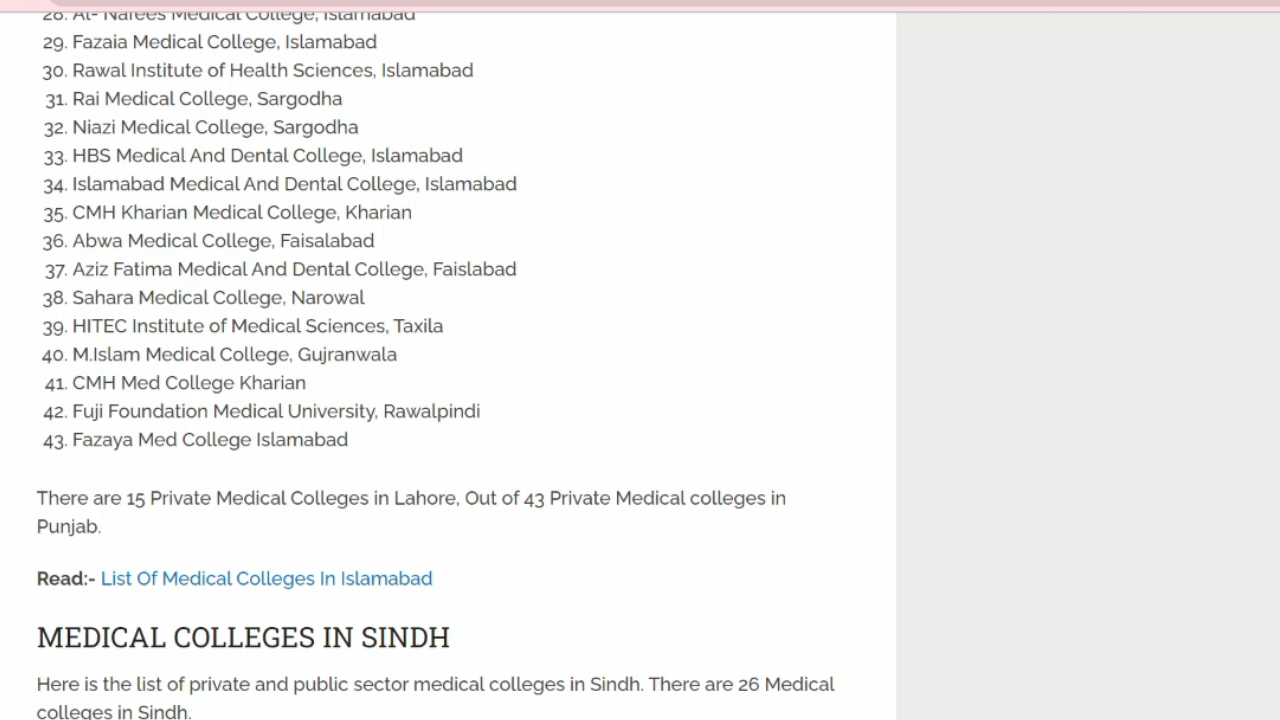 28. Al- Nafees Medical College, Islamabad
29. Fazaia Medical College, Islamabad
30. Rawal Institute of Health Sciences, Islamabad
31. Rai Medical College, Sargodha
32. Niazi Medical College, Sargodha
33. HBS Medical And Dental College, Islamabad
34. Islamabad Medical And Dental College, Islamabad
35. CMH Kharian Medical College, Kharian
36. Abwa Medical College, Faisalabad
37. Aziz Fatima Medical And Dental College, Faislabad
38. Sahara Medical College, Narowal
39. HITEC Institute of Medical Sciences, Taxila
40. M.Islam Medical College, Gujranwala
41. CMH Med College Kharian
42. Fuji Foundation Medical University, Rawalpindi
43. Fazaya Med College Islamabad
There are 15 Private Medical Colleges in Lahore, Out of 43 Private Medical colleges in
Punjab.
Read:- List Of Medical Colleges In Islamabad
MEDICAL COLLEGES IN SINDH
Here is the list of private and public sector medical colleges in Sindh. There are 26 Medical
colleges in Sindh.